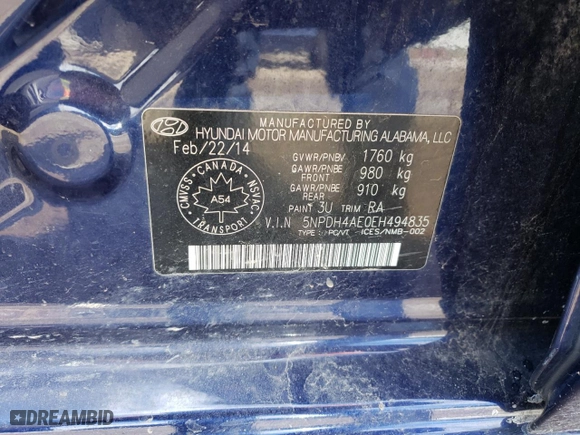 MANUFACTURED BY
HYUNDAI MOTOR MANUFACTURING ALABAMA, LLC
Feb/22/14
GVWR/PNBV 1760 kg
GAWR/PNBE FRONT 980 kg
GAWR/PNBE REAR 910 kg
PAINT 3U TRIM RA
V.I.N 5NPDH4AE0EH494835
TYPE : PC/VT ICES/NMB-002
CANADA
CMVSS
NSVAC
A54
TRANSPORT
DREAMBID